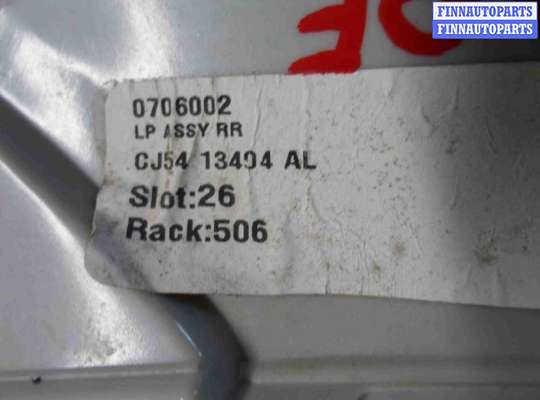 FINNAUTOPARTS
FINNAUTOPARTS
0706002
LP ASSY RR
CJ54 13404 AL
Slot:26
Rack:506